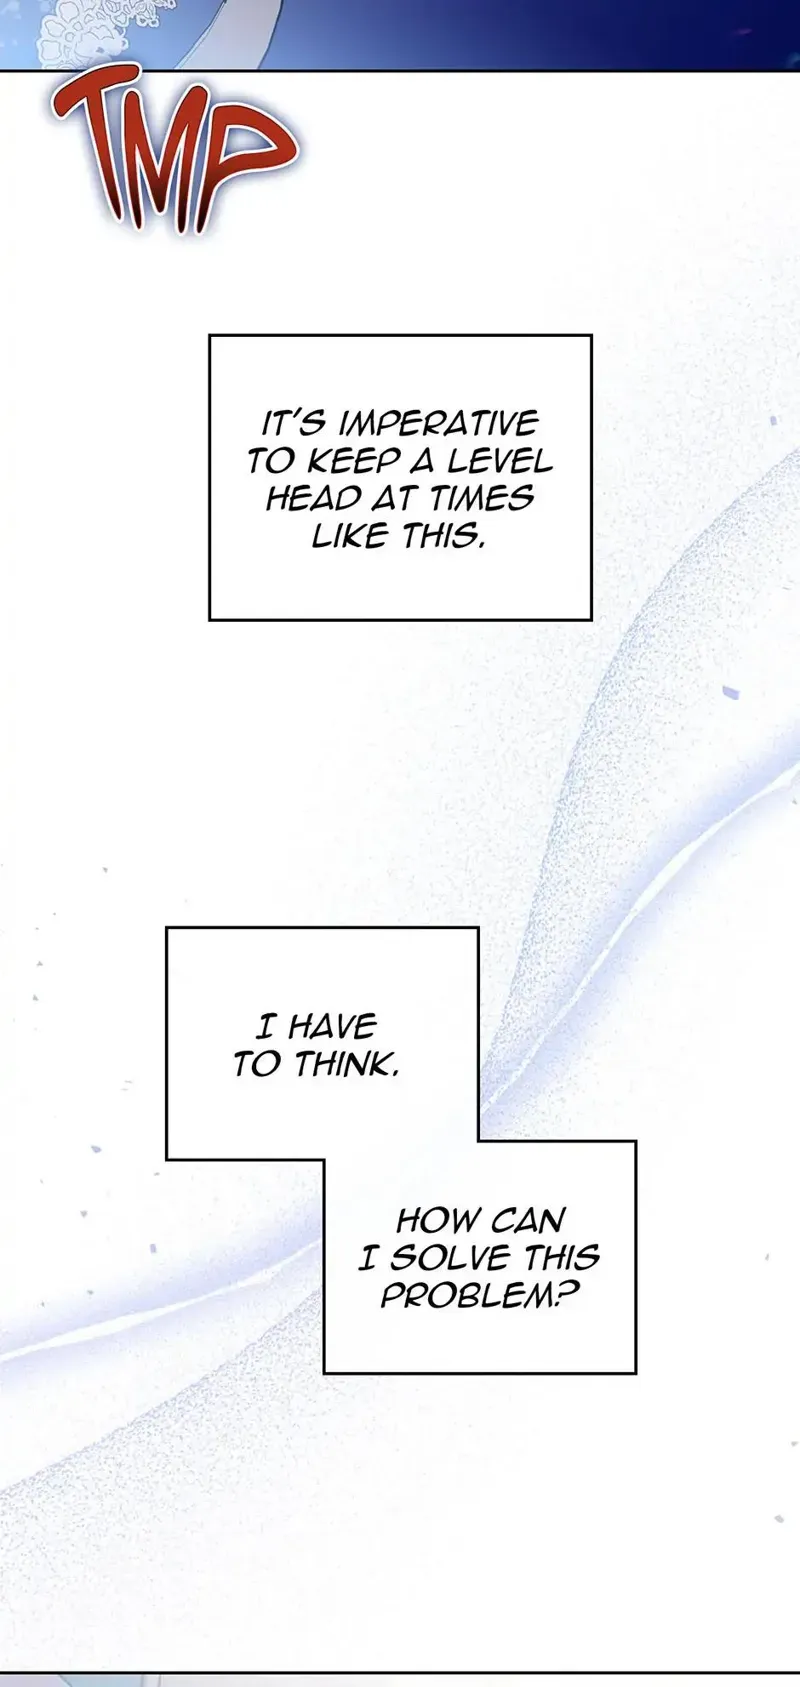 TMP
IT'S IMPERATIVE
TO KEEP A LEVEL
HEAD AT TIMES
LIKE THIS.
I HAVE
TO THINK.
HOW CAN
I SOLVE THIS
PROBLEM?